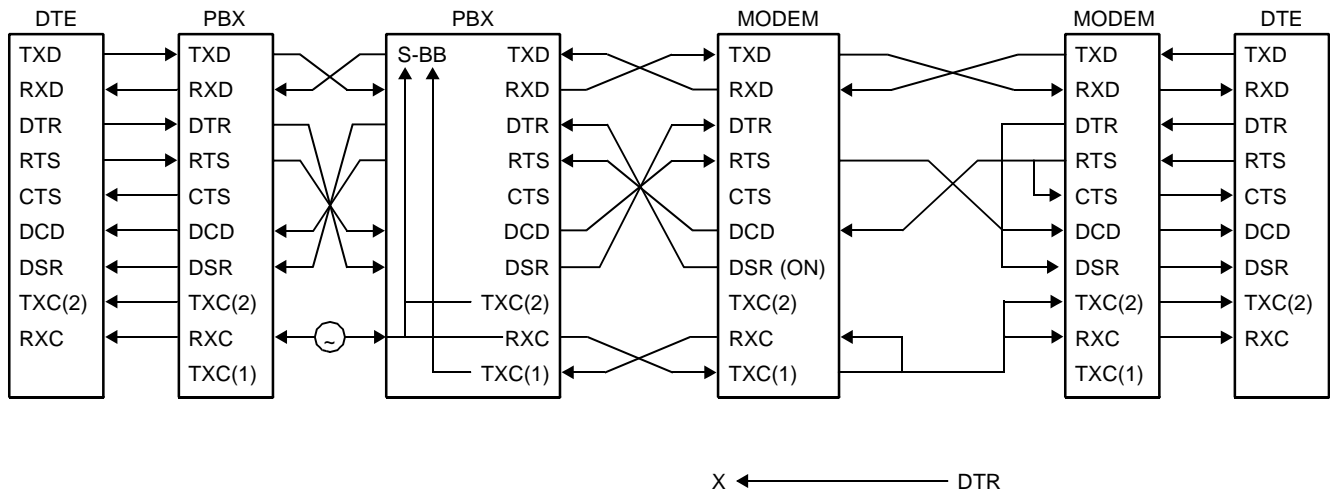 DTE PBX PBX MODEM MODEM DTE
TXD TXD S-BB TXD TXD TXD TXD
RXD RXD RXD RXD RXD RXD
DTR DTR DTR DTR DTR DTR
RTS RTS RTS RTS RTS RTS
CTS CTS CTS CTS CTS CTS
DCD DCD DCD DCD DCD DCD
DSR DSR DSR DSR (ON) DSR DSR
TXC(2) TXC(2) TXC(2) TXC(2) TXC(2) TXC(2)
RXC RXC ~ RXC RXC RXC RXC
TXC(1) TXC(1) TXC(1) TXC(1)
X DTR